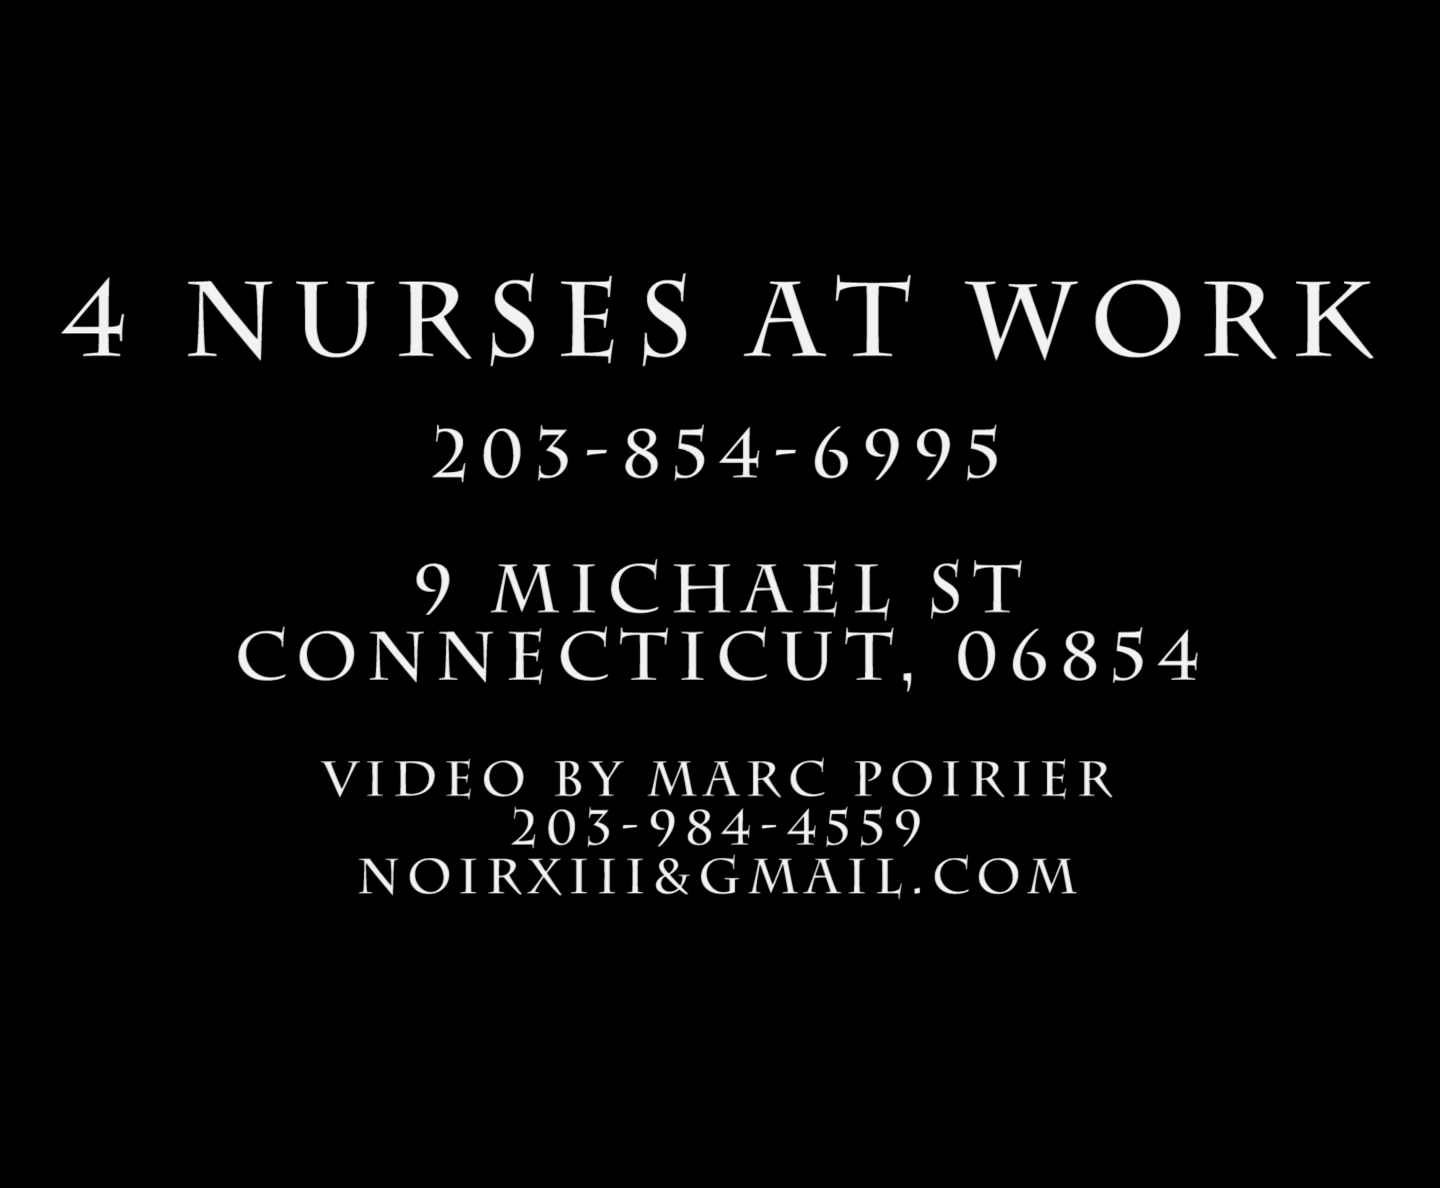 4 NURSES AT WORK
203-854-6995
9 MICHAEL ST
CONNECTICUT, 06854
VIDEO BY MARC POIRIER
203-984-4559
NOIRXIII&GMAIL.COM